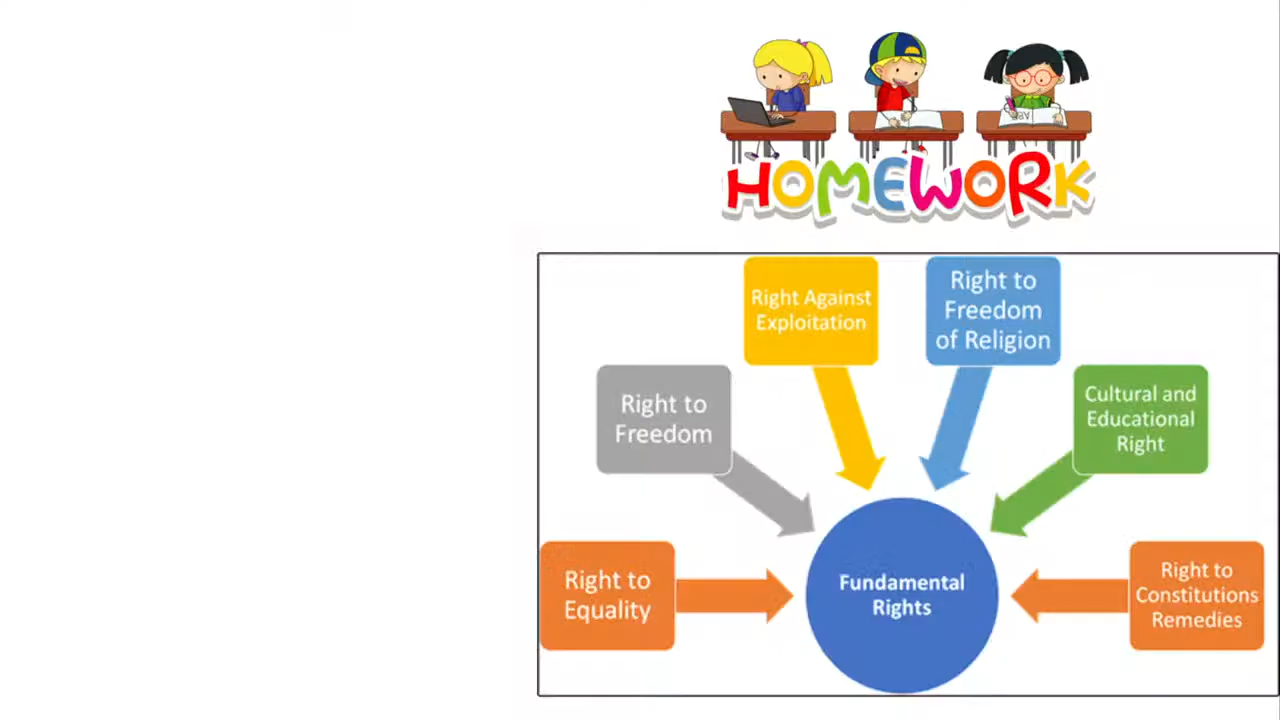 HOMEWORK
Right Against
Exploitation
Right to
Freedom
of Religion
Right to
Freedom
Cultural and
Educational
Right
Right to
Equality
Fundamental
Rights
Right to
Constitutions
Remedies